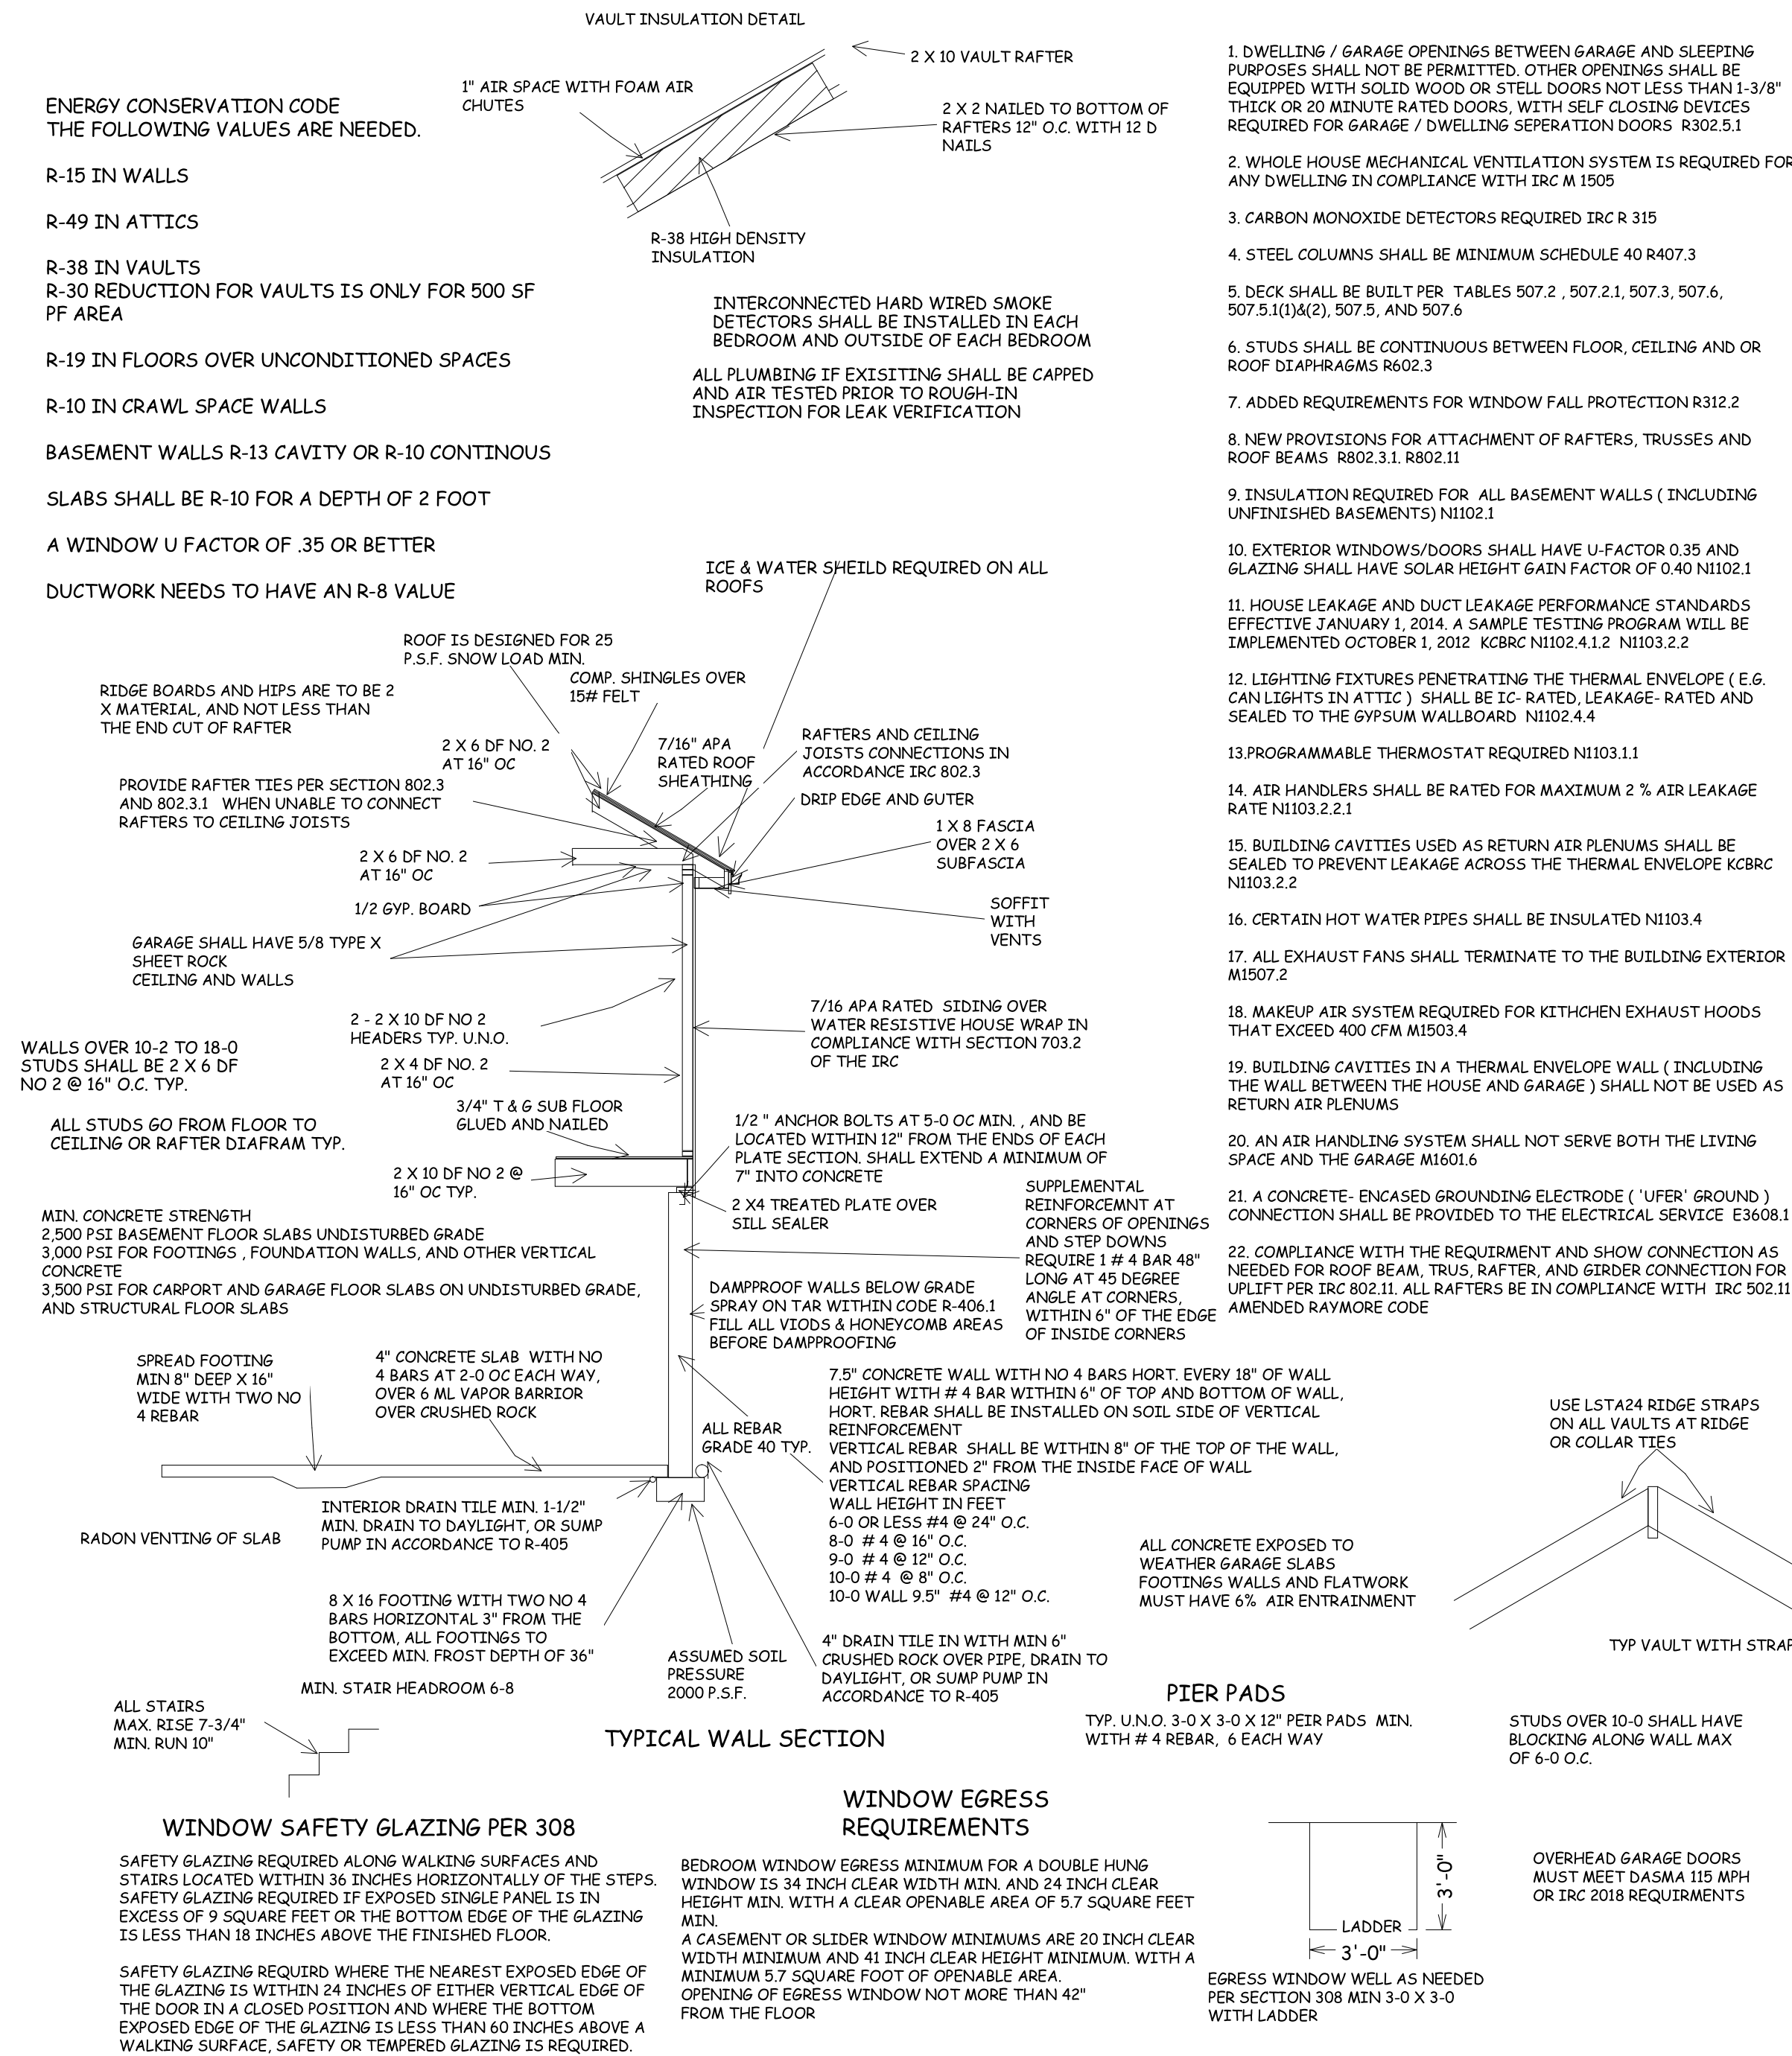 VAULT INSULATION DETAIL
2 X 10 VAULT RAFTER
1" AIR SPACE WITH FOAM AIR
CHUTES
2 X 2 NAILED TO BOTTOM OF
RAFTERS 12" O.C. WITH 12 D
NAILS
R-38 HIGH DENSITY
INSULATION
ENERGY CONSERVATION CODE
THE FOLLOWING VALUES ARE NEEDED.
R-15 IN WALLS
R-49 IN ATTICS
R-38 IN VAULTS
R-30 REDUCTION FOR VAULTS IS ONLY FOR 500 SF
PF AREA
R-19 IN FLOORS OVER UNCONDITIONED SPACES
R-10 IN CRAWL SPACE WALLS
BASEMENT WALLS R-13 CAVITY OR R-10 CONTINOUS
SLABS SHALL BE R-10 FOR A DEPTH OF 2 FOOT
A WINDOW U FACTOR OF .35 OR BETTER
DUCTWORK NEEDS TO HAVE AN R-8 VALUE
INTERCONNECTED HARD WIRED SMOKE
DETECTORS SHALL BE INSTALLED IN EACH
BEDROOM AND OUTSIDE OF EACH BEDROOM
ALL PLUMBING IF EXISITING SHALL BE CAPPED
AND AIR TESTED PRIOR TO ROUGH-IN
INSPECTION FOR LEAK VERIFICATION
ICE & WATER SHEILD REQUIRED ON ALL
ROOFS
ROOF IS DESIGNED FOR 25
P.S.F. SNOW LOAD MIN.
COMP. SHINGLES OVER
15# FELT
RIDGE BOARDS AND HIPS ARE TO BE 2
X MATERIAL, AND NOT LESS THAN
THE END CUT OF RAFTER
2 X 6 DF NO. 2
AT 16" OC
7/16" APA
RATED ROOF
SHEATHING
RAFTERS AND CEILING
JOISTS CONNECTIONS IN
ACCORDANCE IRC 802.3
PROVIDE RAFTER TIES PER SECTION 802.3
AND 802.3.1 WHEN UNABLE TO CONNECT
RAFTERS TO CEILING JOISTS
DRIP EDGE AND GUTER
1 X 8 FASCIA
OVER 2 X 6
SUBFASCIA
2 X 6 DF NO. 2
AT 16" OC
1/2 GYP. BOARD
SOFFIT
WITH
VENTS
GARAGE SHALL HAVE 5/8 TYPE X
SHEET ROCK
CEILING AND WALLS
2 - 2 X 10 DF NO 2
HEADERS TYP. U.N.O.
7/16 APA RATED SIDING OVER
WATER RESISTIVE HOUSE WRAP IN
COMPLIANCE WITH SECTION 703.2
OF THE IRC
WALLS OVER 10-2 TO 18-0
STUDS SHALL BE 2 X 6 DF
NO 2 @ 16" O.C. TYP.
2 X 4 DF NO. 2
AT 16" OC
ALL STUDS GO FROM FLOOR TO
CEILING OR RAFTER DIAFRAM TYP.
3/4" T & G SUB FLOOR
GLUED AND NAILED
1/2 " ANCHOR BOLTS AT 5-0 OC MIN. , AND BE
LOCATED WITHIN 12" FROM THE ENDS OF EACH
PLATE SECTION. SHALL EXTEND A MINIMUM OF
7" INTO CONCRETE
2 X 10 DF NO 2 @
16" OC TYP.
2 X4 TREATED PLATE OVER
SILL SEALER
SUPPLEMENTAL
REINFORCEMNT AT
CORNERS OF OPENINGS
AND STEP DOWNS
REQUIRE 1 # 4 BAR 48"
LONG AT 45 DEGREE
ANGLE AT CORNERS,
WITHIN 6" OF THE EDGE
OF INSIDE CORNERS
MIN. CONCRETE STRENGTH
2,500 PSI BASEMENT FLOOR SLABS UNDISTURBED GRADE
3,000 PSI FOR FOOTINGS , FOUNDATION WALLS, AND OTHER VERTICAL
CONCRETE
3,500 PSI FOR CARPORT AND GARAGE FLOOR SLABS ON UNDISTURBED GRADE,
AND STRUCTURAL FLOOR SLABS
DAMPPROOF WALLS BELOW GRADE
SPRAY ON TAR WITHIN CODE R-406.1
FILL ALL VIODS & HONEYCOMB AREAS
BEFORE DAMPPROOFING
SPREAD FOOTING
MIN 8" DEEP X 16"
WIDE WITH TWO NO
4 REBAR
4" CONCRETE SLAB WITH NO
4 BARS AT 2-0 OC EACH WAY,
OVER 6 ML VAPOR BARRIOR
OVER CRUSHED ROCK
ALL REBAR
GRADE 40 TYP.
7.5" CONCRETE WALL WITH NO 4 BARS HORT. EVERY 18" OF WALL
HEIGHT WITH # 4 BAR WITHIN 6" OF TOP AND BOTTOM OF WALL,
HORT. REBAR SHALL BE INSTALLED ON SOIL SIDE OF VERTICAL
REINFORCEMENT
VERTICAL REBAR SHALL BE WITHIN 8" OF THE TOP OF THE WALL,
AND POSITIONED 2" FROM THE INSIDE FACE OF WALL
VERTICAL REBAR SPACING
WALL HEIGHT IN FEET
6-0 OR LESS #4 @ 24" O.C.
8-0 # 4 @ 16" O.C.
9-0 # 4 @ 12" O.C.
10-0 # 4 @ 8" O.C.
10-0 WALL 9.5" #4 @ 12" O.C.
INTERIOR DRAIN TILE MIN. 1-1/2"
MIN. DRAIN TO DAYLIGHT, OR SUMP
PUMP IN ACCORDANCE TO R-405
RADON VENTING OF SLAB
8 X 16 FOOTING WITH TWO NO 4
BARS HORIZONTAL 3" FROM THE
BOTTOM, ALL FOOTINGS TO
EXCEED MIN. FROST DEPTH OF 36"
ASSUMED SOIL
PRESSURE
2000 P.S.F.
4" DRAIN TILE IN WITH MIN 6"
CRUSHED ROCK OVER PIPE, DRAIN TO
DAYLIGHT, OR SUMP PUMP IN
ACCORDANCE TO R-405
MIN. STAIR HEADROOM 6-8
ALL STAIRS
MAX. RISE 7-3/4"
MIN. RUN 10"
TYPICAL WALL SECTION
1. DWELLING / GARAGE OPENINGS BETWEEN GARAGE AND SLEEPING
PURPOSES SHALL NOT BE PERMITTED. OTHER OPENINGS SHALL BE
EQUIPPED WITH SOLID WOOD OR STELL DOORS NOT LESS THAN 1-3/8"
THICK OR 20 MINUTE RATED DOORS, WITH SELF CLOSING DEVICES
REQUIRED FOR GARAGE / DWELLING SEPERATION DOORS R302.5.1
2. WHOLE HOUSE MECHANICAL VENTILATION SYSTEM IS REQUIRED FOR
ANY DWELLING IN COMPLIANCE WITH IRC M 1505
3. CARBON MONOXIDE DETECTORS REQUIRED IRC R 315
4. STEEL COLUMNS SHALL BE MINIMUM SCHEDULE 40 R407.3
5. DECK SHALL BE BUILT PER TABLES 507.2 , 507.2.1, 507.3, 507.6,
507.5.1(1)&(2), 507.5, AND 507.6
6. STUDS SHALL BE CONTINUOUS BETWEEN FLOOR, CEILING AND OR
ROOF DIAPHRAGMS R602.3
7. ADDED REQUIREMENTS FOR WINDOW FALL PROTECTION R312.2
8. NEW PROVISIONS FOR ATTACHMENT OF RAFTERS, TRUSSES AND
ROOF BEAMS R802.3.1. R802.11
9. INSULATION REQUIRED FOR ALL BASEMENT WALLS ( INCLUDING
UNFINISHED BASEMENTS) N1102.1
10. EXTERIOR WINDOWS/DOORS SHALL HAVE U-FACTOR 0.35 AND
GLAZING SHALL HAVE SOLAR HEIGHT GAIN FACTOR OF 0.40 N1102.1
11. HOUSE LEAKAGE AND DUCT LEAKAGE PERFORMANCE STANDARDS
EFFECTIVE JANUARY 1, 2014. A SAMPLE TESTING PROGRAM WILL BE
IMPLEMENTED OCTOBER 1, 2012 KCBRC N1102.4.1.2 N1103.2.2
12. LIGHTING FIXTURES PENETRATING THE THERMAL ENVELOPE ( E.G.
CAN LIGHTS IN ATTIC ) SHALL BE IC- RATED, LEAKAGE- RATED AND
SEALED TO THE GYPSUM WALLBOARD N1102.4.4
13.PROGRAMMABLE THERMOSTAT REQUIRED N1103.1.1
14. AIR HANDLERS SHALL BE RATED FOR MAXIMUM 2 % AIR LEAKAGE
RATE N1103.2.2.1
15. BUILDING CAVITIES USED AS RETURN AIR PLENUMS SHALL BE
SEALED TO PREVENT LEAKAGE ACROSS THE THERMAL ENVELOPE KCBRC
N1103.2.2
16. CERTAIN HOT WATER PIPES SHALL BE INSULATED N1103.4
17. ALL EXHAUST FANS SHALL TERMINATE TO THE BUILDING EXTERIOR
M1507.2
18. MAKEUP AIR SYSTEM REQUIRED FOR KITHCHEN EXHAUST HOODS
THAT EXCEED 400 CFM M1503.4
19. BUILDING CAVITIES IN A THERMAL ENVELOPE WALL ( INCLUDING
THE WALL BETWEEN THE HOUSE AND GARAGE ) SHALL NOT BE USED AS
RETURN AIR PLENUMS
20. AN AIR HANDLING SYSTEM SHALL NOT SERVE BOTH THE LIVING
SPACE AND THE GARAGE M1601.6
21. A CONCRETE- ENCASED GROUNDING ELECTRODE ( 'UFER' GROUND )
CONNECTION SHALL BE PROVIDED TO THE ELECTRICAL SERVICE E3608.1
22. COMPLIANCE WITH THE REQUIRMENT AND SHOW CONNECTION AS
NEEDED FOR ROOF BEAM, TRUS, RAFTER, AND GIRDER CONNECTION FOR
UPLIFT PER IRC 802.11. ALL RAFTERS BE IN COMPLIANCE WITH IRC 502.11
AMENDED RAYMORE CODE
USE LSTA24 RIDGE STRAPS
ON ALL VAULTS AT RIDGE
OR COLLAR TIES
ALL CONCRETE EXPOSED TO
WEATHER GARAGE SLABS
FOOTINGS WALLS AND FLATWORK
MUST HAVE 6% AIR ENTRAINMENT
TYP VAULT WITH STRAP
PIER PADS
TYP. U.N.O. 3-0 X 3-0 X 12" PEIR PADS MIN.
WITH # 4 REBAR, 6 EACH WAY
STUDS OVER 10-0 SHALL HAVE
BLOCKING ALONG WALL MAX
OF 6-0 O.C.
WINDOW SAFETY GLAZING PER 308
SAFETY GLAZING REQUIRED ALONG WALKING SURFACES AND
STAIRS LOCATED WITHIN 36 INCHES HORIZONTALLY OF THE STEPS.
SAFETY GLAZING REQUIRED IF EXPOSED SINGLE PANEL IS IN
EXCESS OF 9 SQUARE FEET OR THE BOTTOM EDGE OF THE GLAZING
IS LESS THAN 18 INCHES ABOVE THE FINISHED FLOOR.
SAFETY GLAZING REQUIRD WHERE THE NEAREST EXPOSED EDGE OF
THE GLAZING IS WITHIN 24 INCHES OF EITHER VERTICAL EDGE OF
THE DOOR IN A CLOSED POSITION AND WHERE THE BOTTOM
EXPOSED EDGE OF THE GLAZING IS LESS THAN 60 INCHES ABOVE A
WALKING SURFACE, SAFETY OR TEMPERED GLAZING IS REQUIRED.
WINDOW EGRESS
REQUIREMENTS
BEDROOM WINDOW EGRESS MINIMUM FOR A DOUBLE HUNG
WINDOW IS 34 INCH CLEAR WIDTH MIN. AND 24 INCH CLEAR
HEIGHT MIN. WITH A CLEAR OPENABLE AREA OF 5.7 SQUARE FEET
MIN.
A CASEMENT OR SLIDER WINDOW MINIMUMS ARE 20 INCH CLEAR
WIDTH MINIMUM AND 41 INCH CLEAR HEIGHT MINIMUM. WITH A
MINIMUM 5.7 SQUARE FOOT OF OPENABLE AREA.
OPENING OF EGRESS WINDOW NOT MORE THAN 42"
FROM THE FLOOR
3'-0"
LADDER
3'-0"
EGRESS WINDOW WELL AS NEEDED
PER SECTION 308 MIN 3-0 X 3-0
WITH LADDER
OVERHEAD GARAGE DOORS
MUST MEET DASMA 115 MPH
OR IRC 2018 REQUIRMENTS